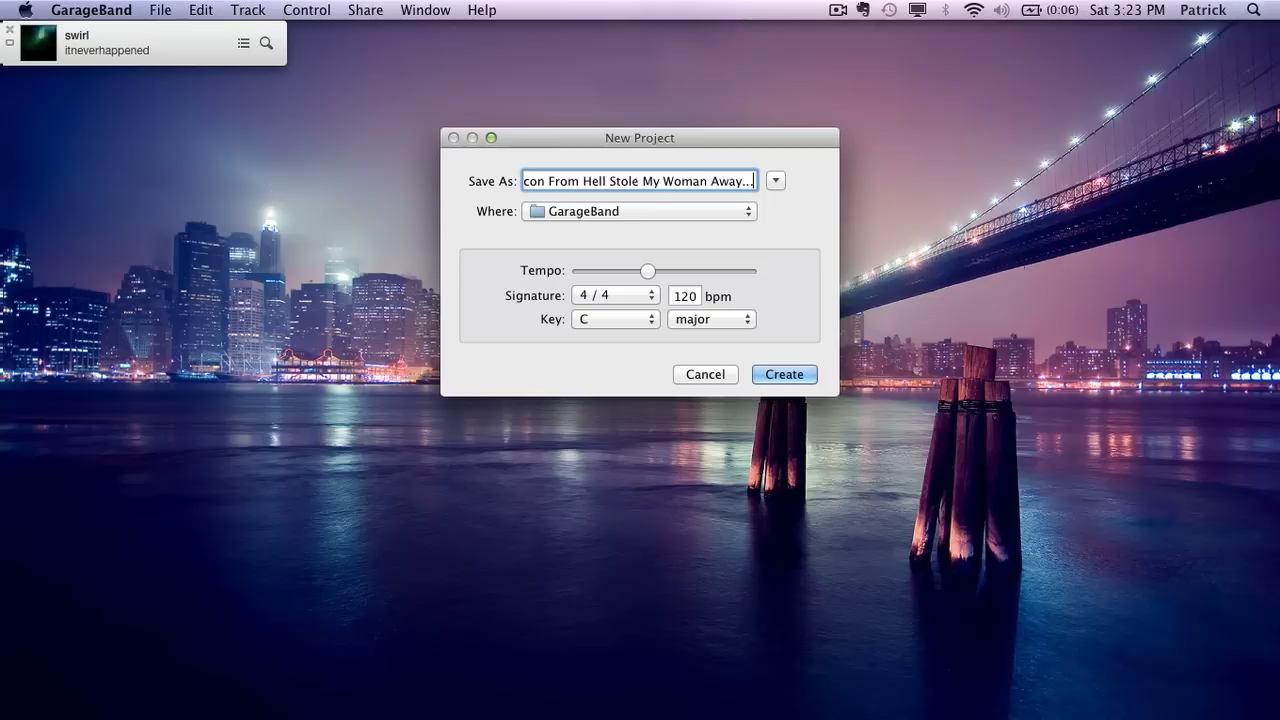 GarageBand File Edit Track Control Share Window Help (0:06) Sat 3:23 PM Patrick
swirl
itneverhappened
New Project
Save As: con From Hell Stole My Woman Away...
Where: GarageBand
Tempo:
Signature: 4 / 4 120 bpm
Key: C major
Cancel Create